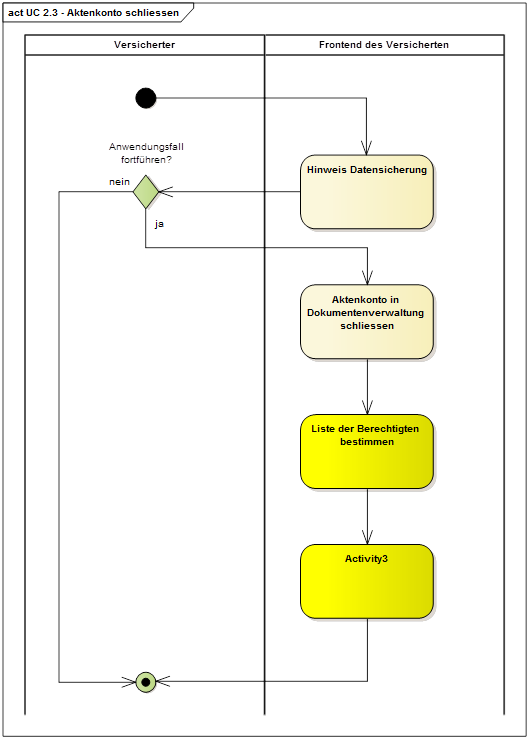 act UC 2.3 - Aktenkonto schliessen
Versicherter
Frontend des Versicherten
Anwendungsfall
fortführen?
Hinweis Datensicherung
nein
ja
Aktenkonto in
Dokumentenverwaltung
schliessen
Liste der Berechtigten
bestimmen
Activity3